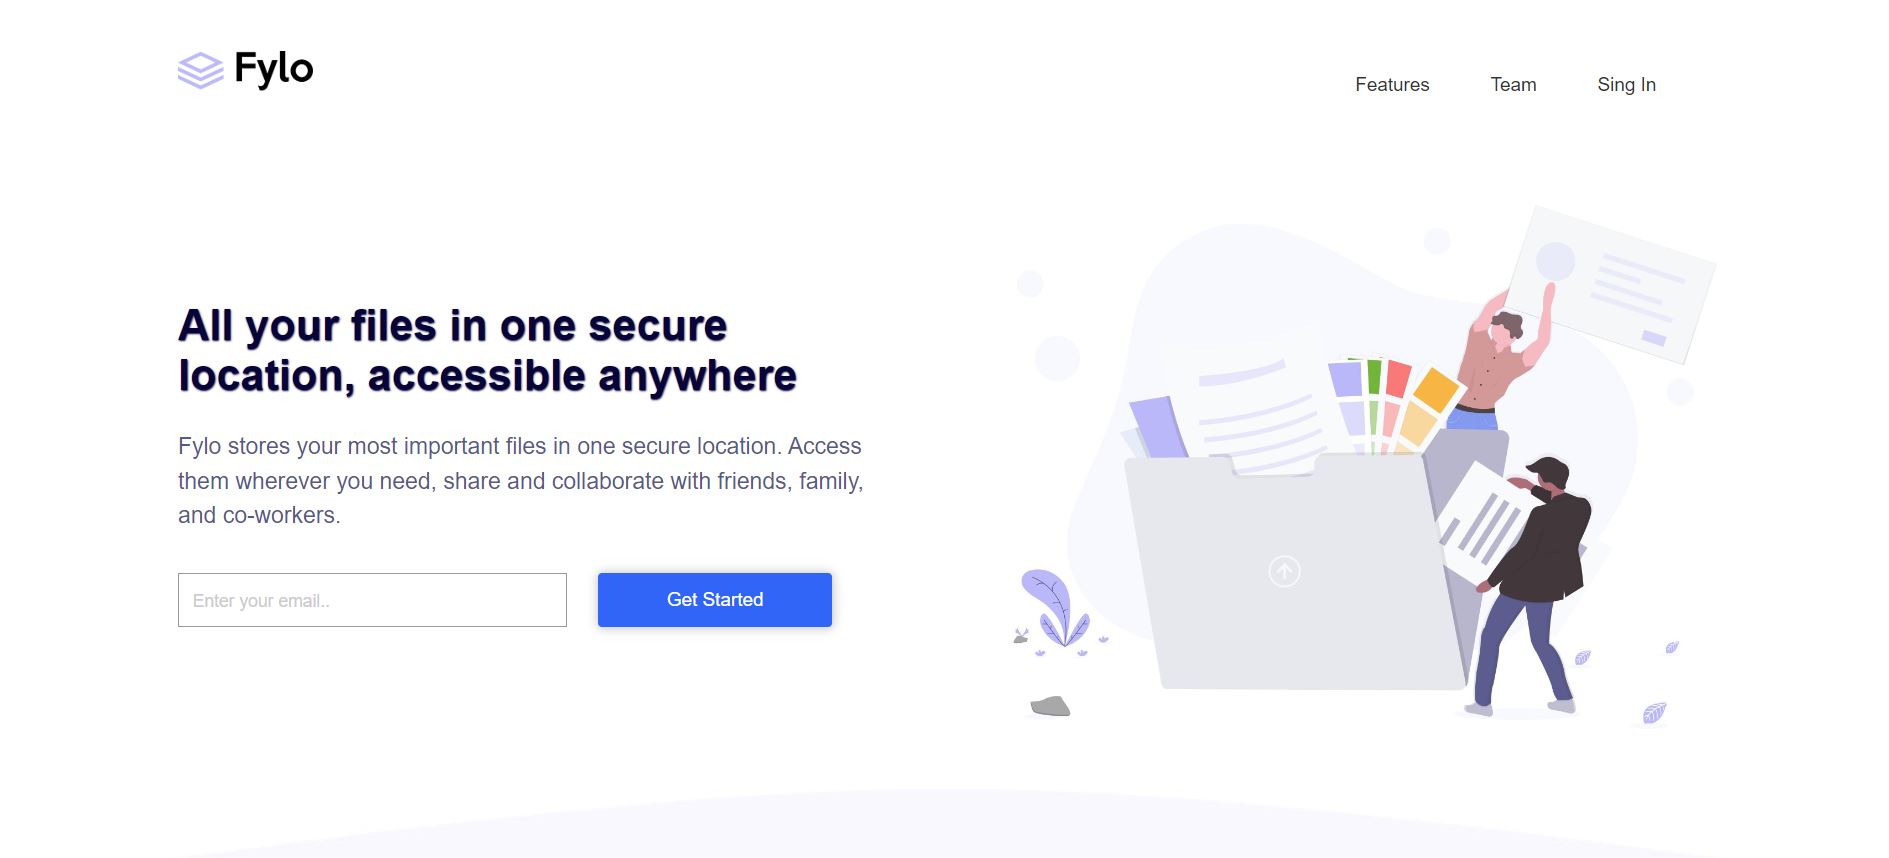 Fylo
Features Team Sing In
All your files in one secure
location, accessible anywhere
Fylo stores your most important files in one secure location. Access
them wherever you need, share and collaborate with friends, family,
and co-workers.
Enter your email..
Get Started